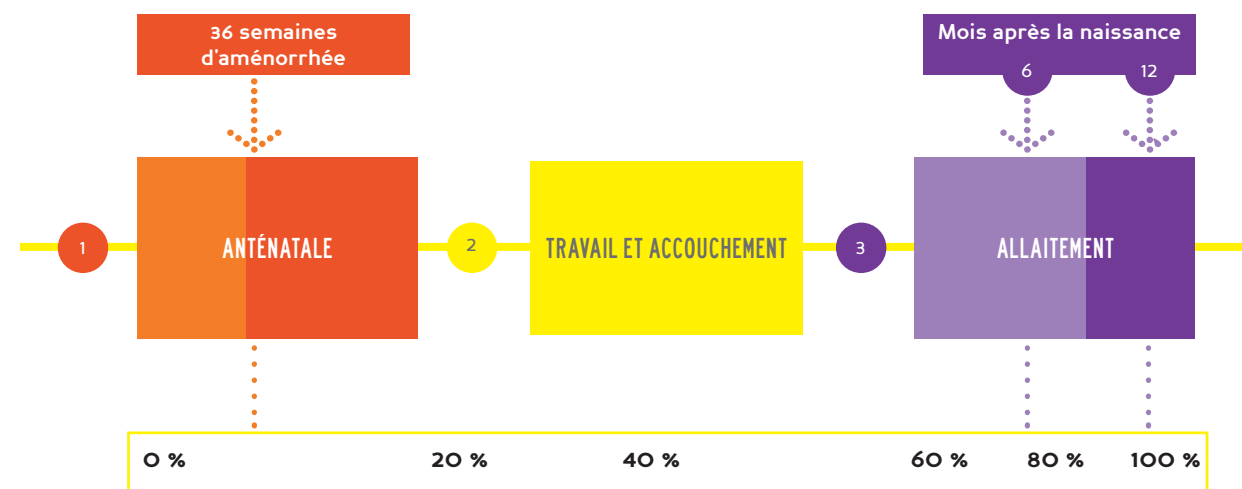 36 semaines
d'aménorrhée
Mois après la naissance
6
12
1
ANTÉNATALE
2
TRAVAIL ET ACCOUCHEMENT
3
ALLAITEMENT
0 %
20 %
40 %
60 %
80 %
100 %